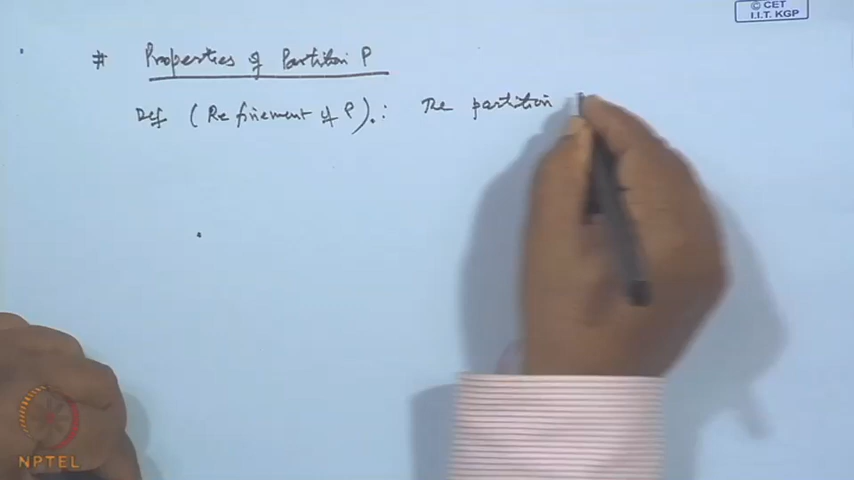 © CET
I.I.T. KGP
# Properties of Partition P
Def (Refinement of P).: The partition
NPTEL